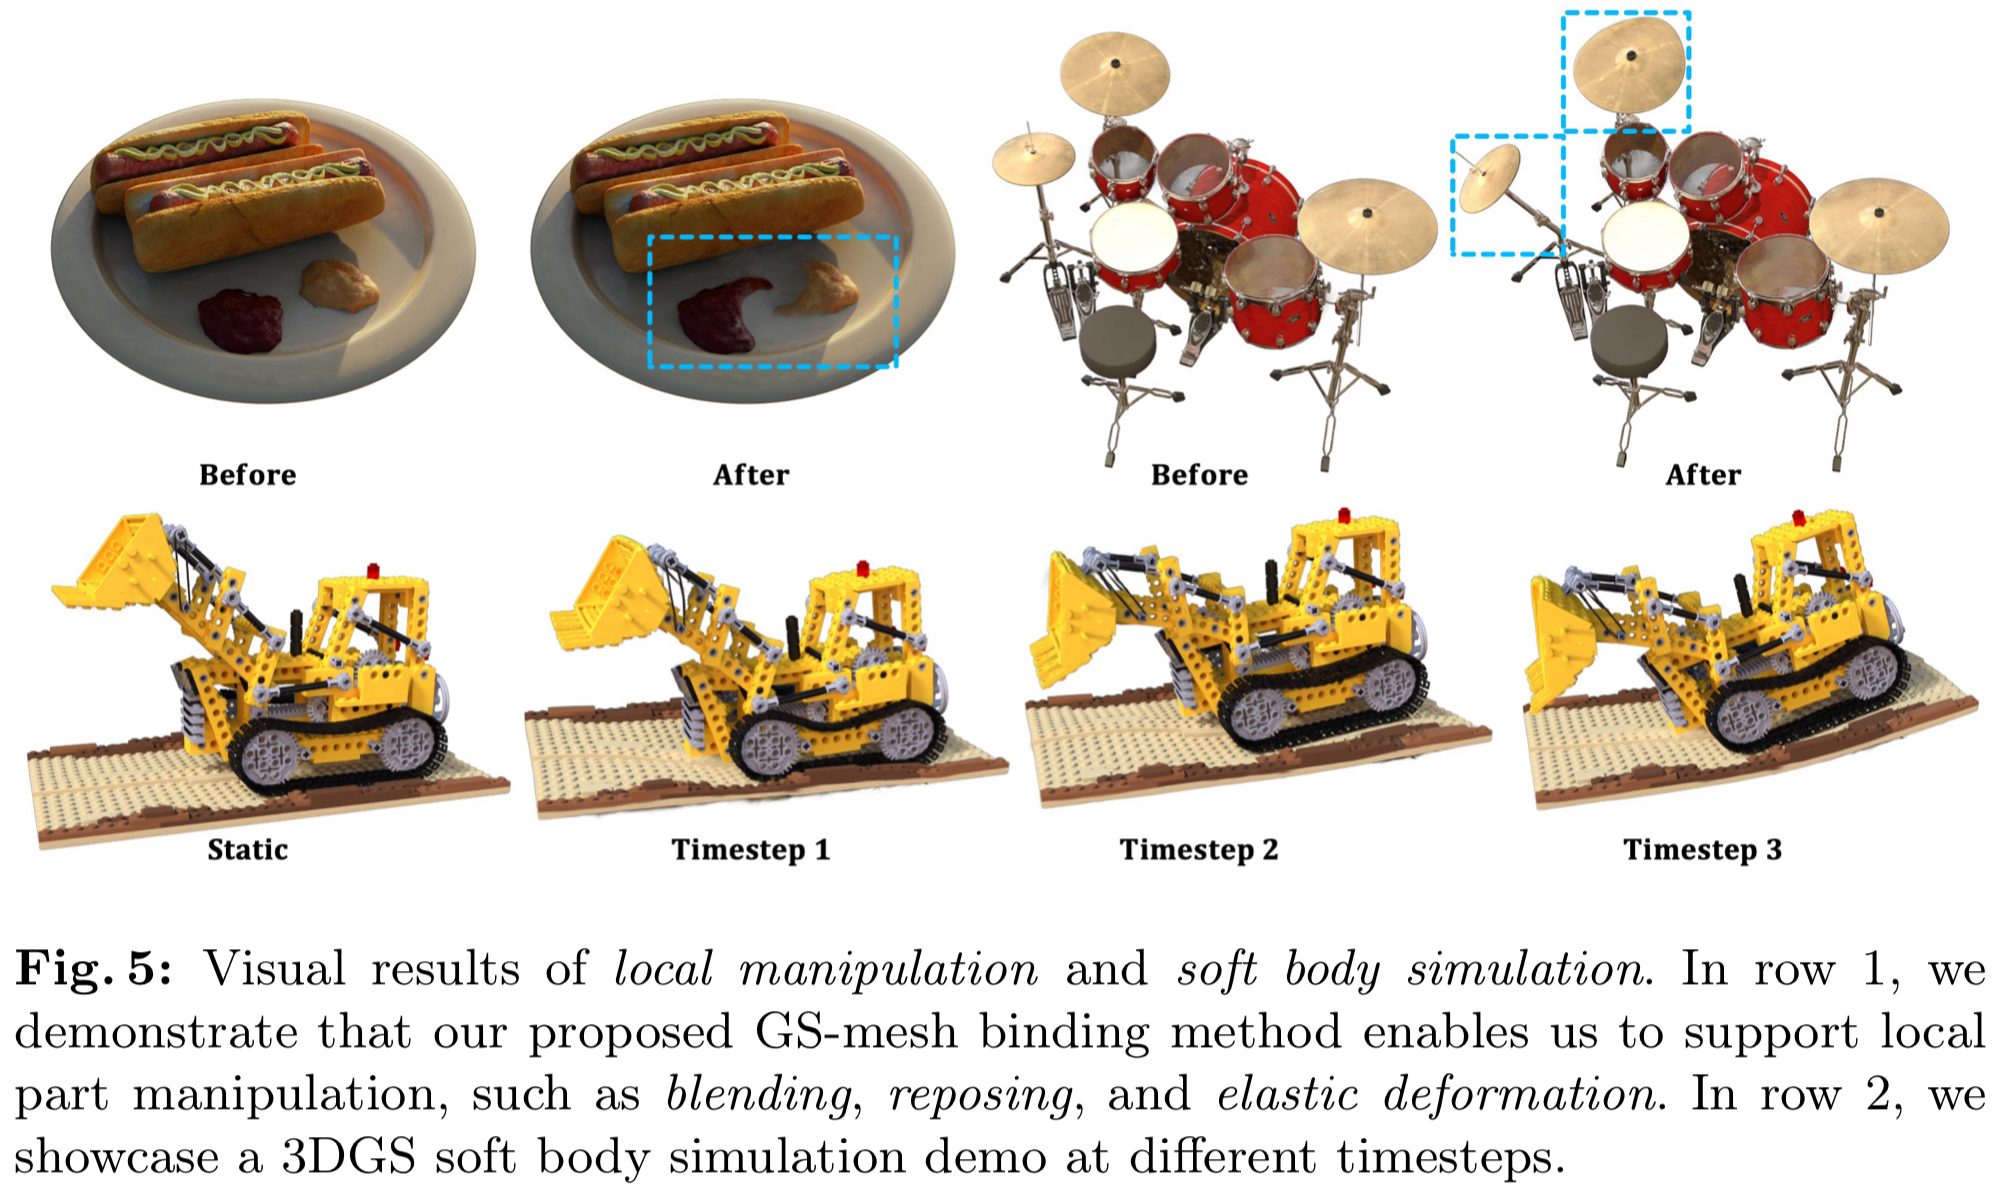 Before
After
Before
After
Static
Timestep 1
Timestep 2
Timestep 3
Fig. 5: Visual results of local manipulation and soft body simulation. In row 1, we
demonstrate that our proposed GS-mesh binding method enables us to support local
part manipulation, such as blending, reposing, and elastic deformation. In row 2, we
showcase a 3DGS soft body simulation demo at different timesteps.